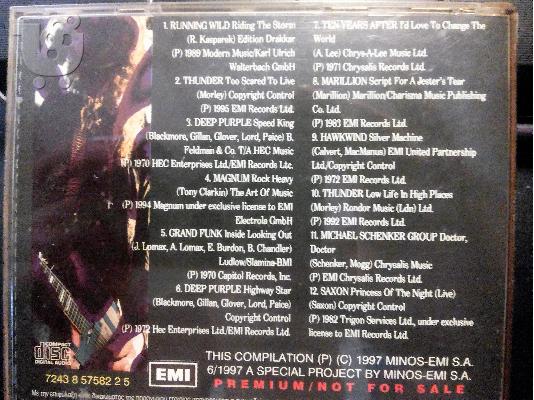 1. RUNNING WILD Riding The Storm
(R. Kasparek) Edition Drakkar
(P) 1989 Modern Music/Karl Ulrich
Walterbach GmbH
2. THUNDER Too Scared To Live
(Morley) Copyright Control
(P) 1995 EMI Records Ltd.
3. DEEP PURPLE Speed King
(Blackmore, Gillan, Glover, Lord, Paice) B.
Feldman & Co. T/A HEC Music
(P) 1970 HEC Enterprises Ltd./EMI Records Ltc.
4. MAGNUM Rock Heavy
(Tony Clarkin) The Art Of Music
(P) 1994 Magnum under exclusive license to EMI
Electrola GmbH
5. GRAND FUNK Inside Looking Out
(J. Lomax, A. Lomax, E. Burdon, B. Chandler)
Ludlow/Slamina-BMI
(P) 1970 Capitol Records, Inc.
6. DEEP PURPLE Highway Star
(Blackmore, Gillan, Glover, Lord, Paice)
Copyright Control
(P) 1972 Hec Enterprises Ltd./EMI Records Ltd.
7. TEN YEARS AFTER I'd Love To Change The
World
(A. Lee) Chrys-A-Lee Music Ltd.
(P) 1971 Chrysalis Records Ltd.
8. MARILLION Script For A Jester's Tear
(Marillion) Marillion/Charisma Music Publishing
Co. Ltd.
(P) 1983 EMI Records Ltd.
9. HAWKWIND Silver Machine
(Calvert, MacManus) EMI United Partnership
Ltd./Copyright Control
(P) 1972 EMI Records Ltd.
10. THUNDER Low Life In High Places
(Morley) Rondor Music (Ldn) Ltd.
(P) 1992 EMI Records Ltd.
11. MICHAEL SCHENKER GROUP Doctor,
Doctor
(Schenker, Mogg) Chrysalis Music
(P) EMI Chrysalis Records Ltd.
12. SAXON Princess Of The Night (Live)
(Saxon) Copyright Control
(P) 1982 Trigon Services Ltd., under exclusive
license to EMI Records Ltd.
COMPACT
disc
DIGITAL AUDIO
7243 8 57582 2 5
EMI
THIS COMPILATION (P) (C) 1997 MINOS-EMI S.A.
6/1997 A SPECIAL PROJECT BY MINOS-EMI S.A.
PREMIUM/NOT FOR SALE